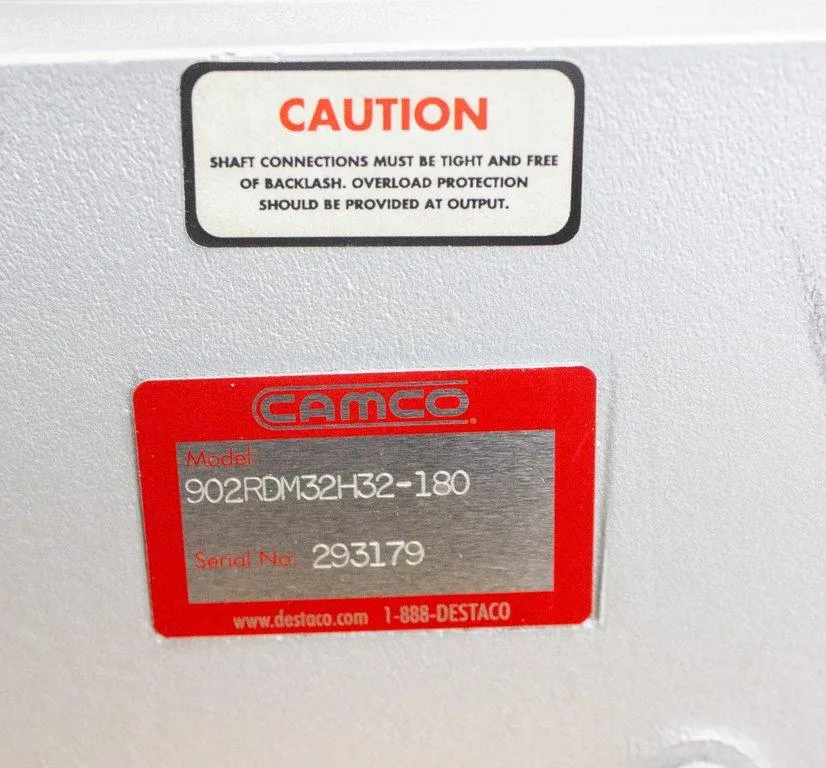 CAUTION
SHAFT CONNECTIONS MUST BE TIGHT AND FREE
OF BACKLASH. OVERLOAD PROTECTION
SHOULD BE PROVIDED AT OUTPUT.
CAMCO®
Model:
902RDM32H32-180
Serial No. 293179
www.destaco.com 1-888-DESTACO